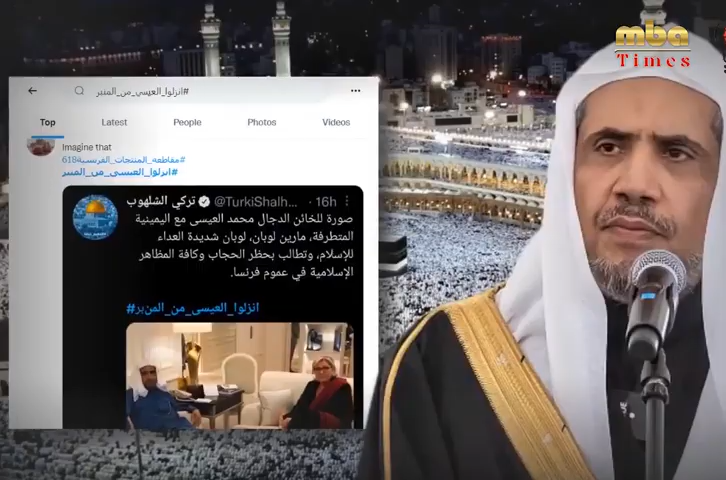 mba
Times
#انزلوا_العيسي_من_المنبر
Top
Latest
People
Photos
Videos
Imagine that
#مقاطعه_المنتجات_الفرنسية618
#انزلوا_العيسي_من_المنبر
تركي الشلهوب @TurkiShalh... · 16h
صورة للخائن الدجال محمد العيسى مع اليمينية
المتطرفة، مارين لوبان، لوبان شديدة العداء
للإسلام، وتطالب بحظر الحجاب وكافة المظاهر
الإسلامية في عموم فرنسا.
#انزلوا_العيسى_من_المنبر